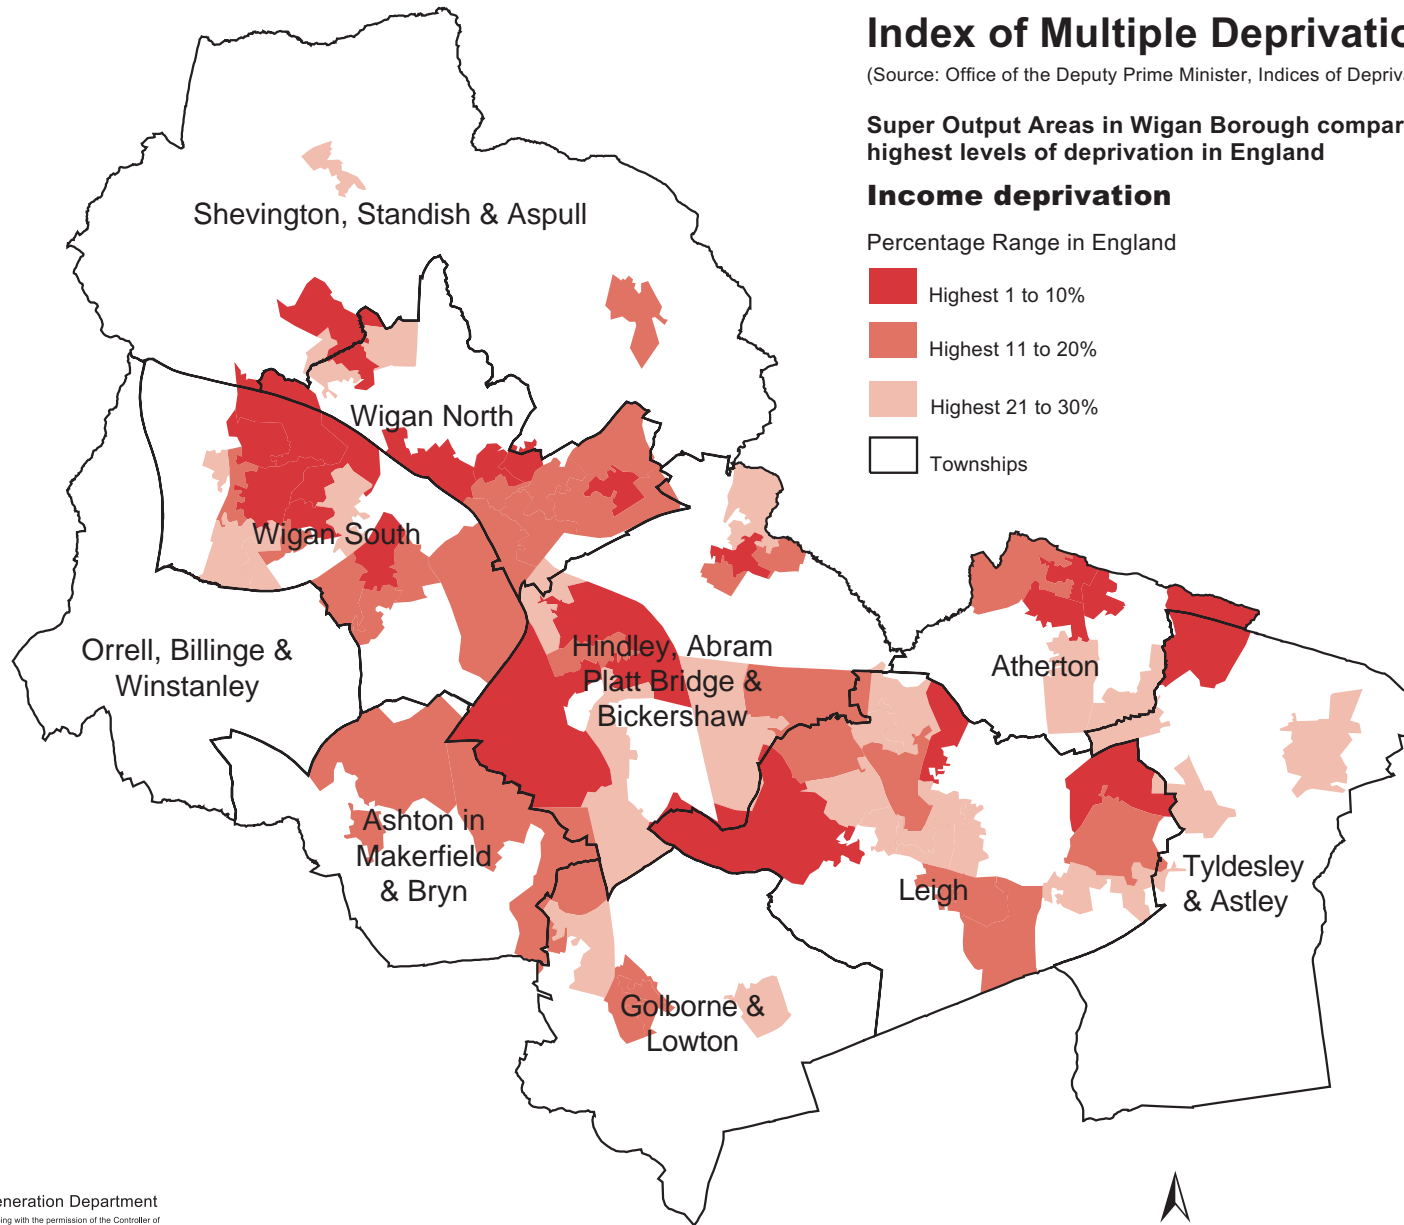 Index of Multiple Deprivatio
(Source: Office of the Deputy Prime Minister, Indices of Depriv
Super Output Areas in Wigan Borough compar
highest levels of deprivation in England
Income deprivation
Percentage Range in England
Highest 1 to 10%
Highest 11 to 20%
Highest 21 to 30%
Townships
Shevington, Standish & Aspull
Wigan North
Wigan South
Orrell, Billinge &
Winstanley
Hindley, Abram
Platt Bridge &
Bickershaw
Atherton
Ashton in
Makerfield
& Bryn
Leigh
Tyldesley
& Astley
Golborne &
Lowton
eneration Department
ing with the permission of the Controller of